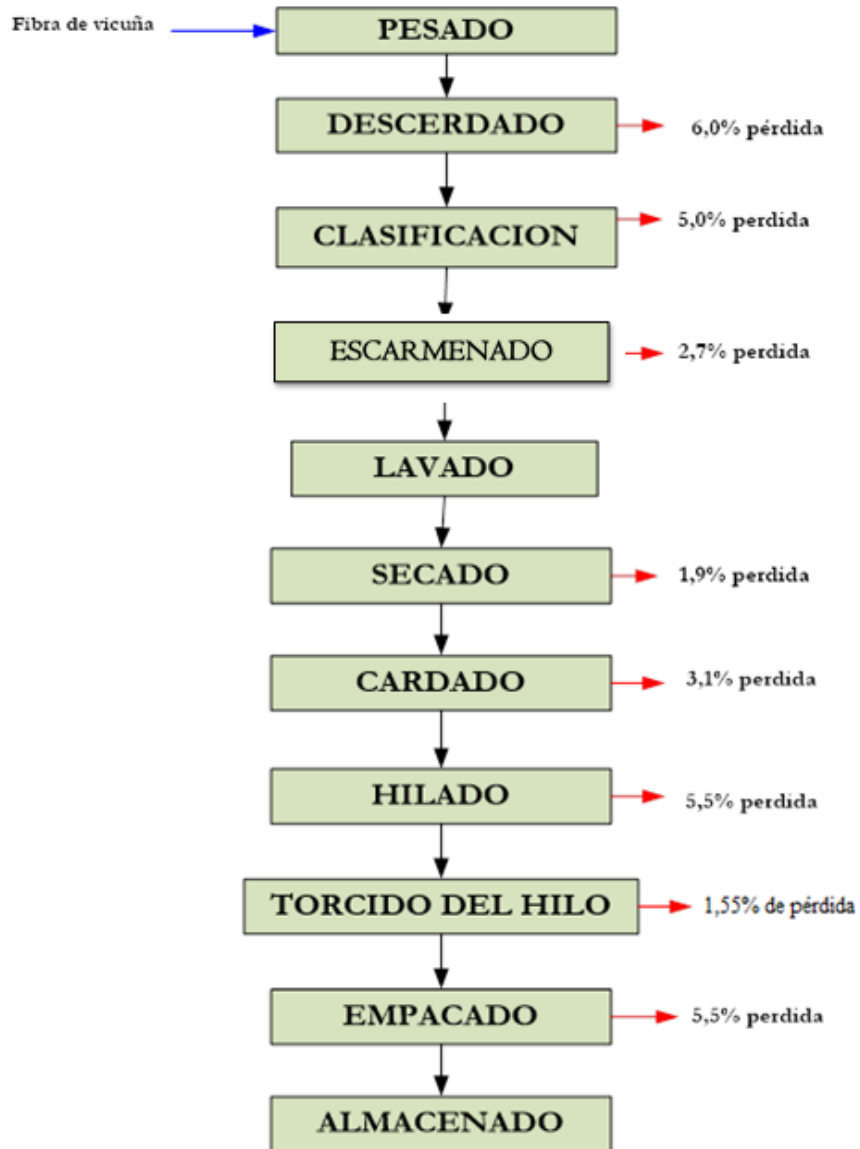 Fibra de vicuña
PESADO
DESCERDADO
6,0% pérdida
CLASIFICACION
5,0% perdida
ESCARMENADO
2,7% perdida
LAVADO
SECADO
1,9% perdida
CARDADO
3,1% perdida
HILADO
5,5% perdida
TORCIDO DEL HILO
1,55% de pérdida
EMPACADO
5,5% perdida
ALMACENADO